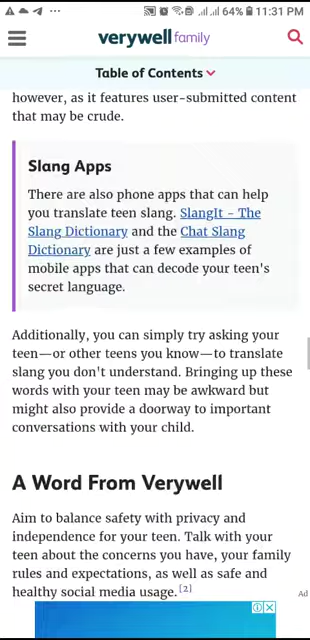 64% 11:31 PM
verywell family
Table of Contents
however, as it features user-submitted content
that may be crude.
Slang Apps
There are also phone apps that can help
you translate teen slang. SlangIt - The
Slang Dictionary and the Chat Slang
Dictionary are just a few examples of
mobile apps that can decode your teen's
secret language.
Additionally, you can simply try asking your
teen—or other teens you know—to translate
slang you don't understand. Bringing up these
words with your teen may be awkward but
might also provide a doorway to important
conversations with your child.
A Word From Verywell
Aim to balance safety with privacy and
independence for your teen. Talk with your
teen about the concerns you have, your family
rules and expectations, as well as safe and
healthy social media usage.[2]
Ad